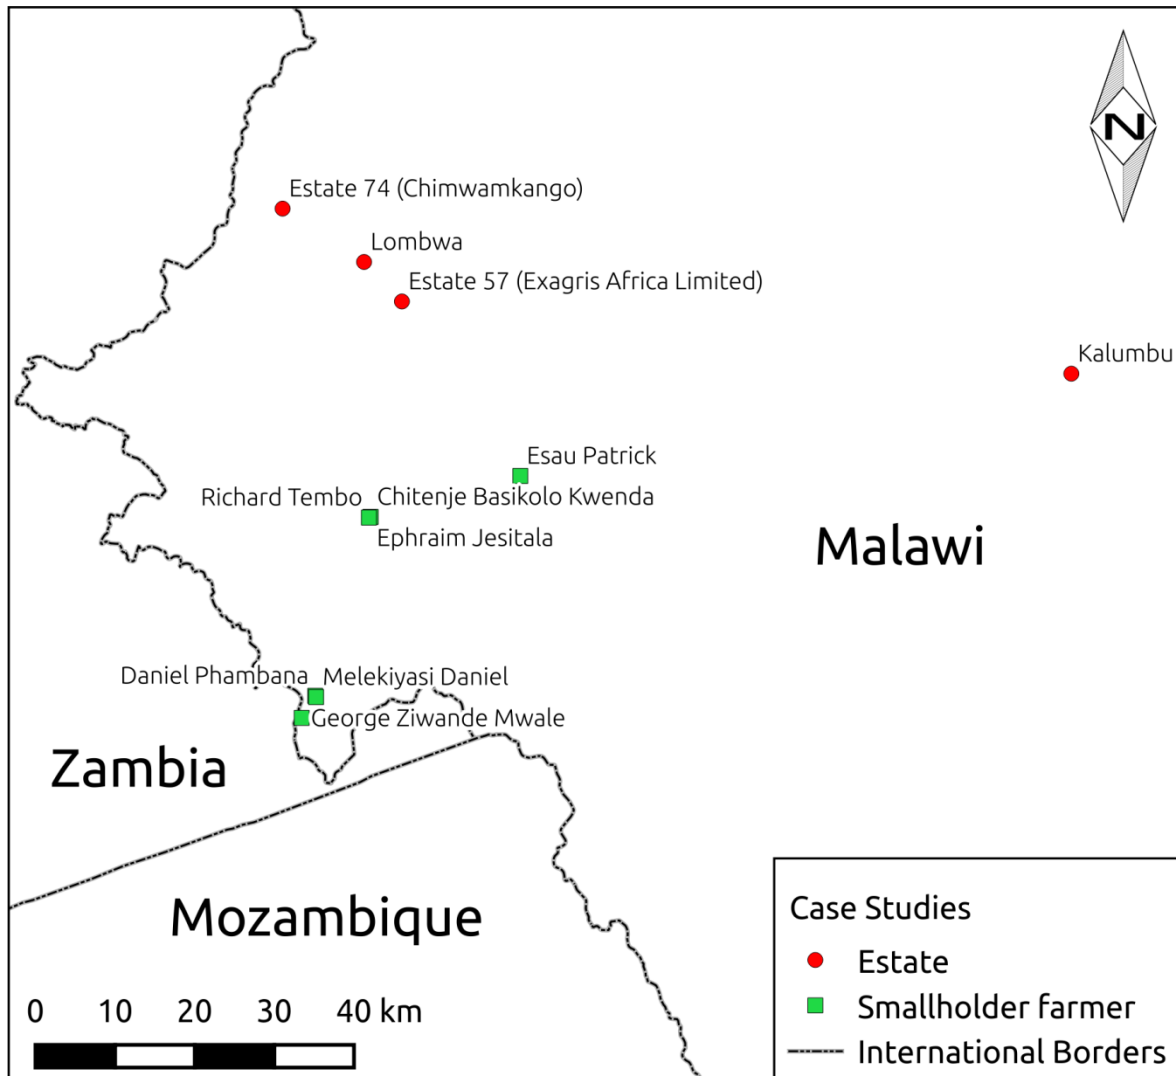 N
Estate 74 (Chimwamkango)
Lombwa
Estate 57 (Exagris Africa Limited)
Kalumbu
Esau Patrick
Richard Tembo
Chitenje Basikolo Kwenda
Ephraim Jesitala
Malawi
Daniel Phambana
Melekiyasi Daniel
George Ziwande Mwale
Zambia
Mozambique
Case Studies
Estate
Smallholder farmer
International Borders
0 10 20 30 40 km